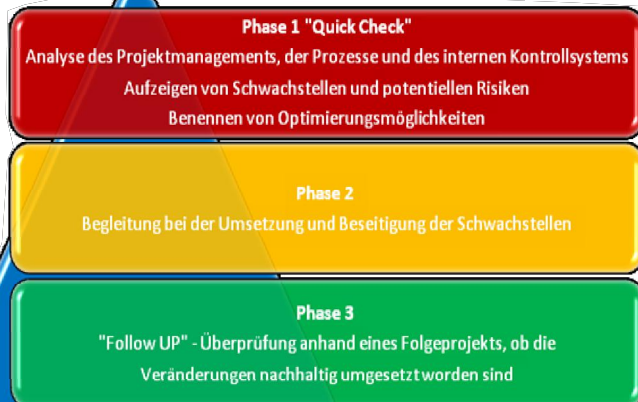 Phase 1 "Quick Check"
Analyse des Projektmanagements, der Prozesse und des internen Kontrollsystems
Aufzeigen von Schwachstellen und potentiellen Risiken
Benennen von Optimierungsmöglichkeiten
Phase 2
Begleitung bei der Umsetzung und Beseitigung der Schwachstellen
Phase 3
"Follow UP" - Überprüfung anhand eines Folgeprojekts, ob die
Veränderungen nachhaltig umgesetzt worden sind